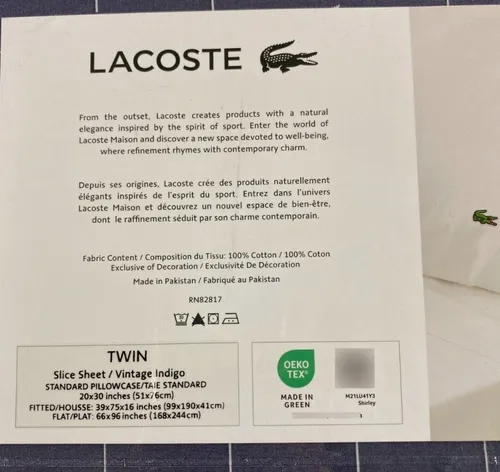 LACOSTE
From the outset, Lacoste creates products with a natural
elegance inspired by the spirit of sport. Enter the world of
Lacoste Maison and discover a new space devoted to well-being,
where refinement rhymes with contemporary charm.
Depuis ses origines, Lacoste crée des produits naturellement
élégants inspirés de l'esprit du sport. Entrez dans l'univers
Lacoste Maison et découvrez un nouvel espace de bien-être,
dont le raffinement séduit par son charme contemporain.
Fabric Content / Composition du Tissu: 100% Cotton / 100% Coton
Exclusive of Decoration / Exclusivité De Décoration
Made in Pakistan / Fabriqué au Pakistan
RN82817
TWIN
Slice Sheet / Vintage Indigo
STANDARD PILLOWCASE/TAIE STANDARD
20x30 inches (51x76cm)
FITTED/HOUSSE: 39x75x16 inches (99x190x41cm)
FLAT/PLAT: 66x96 inches (168x244cm)
OEKO
TEX®
MADE IN
GREEN
M21LU41Y3
Shirley